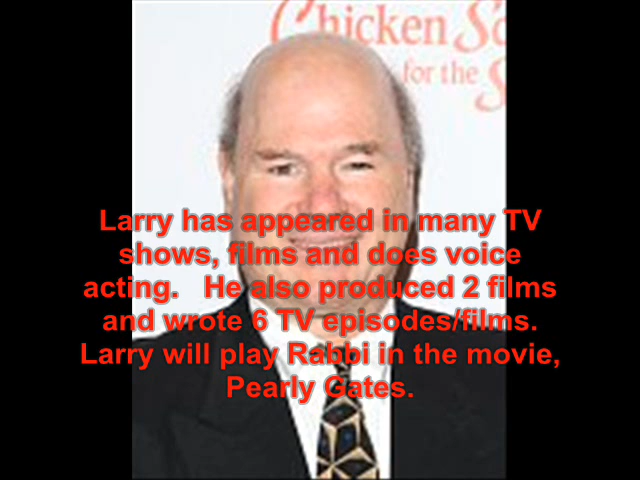 Chicken So
for the S
Larry has appeared in many TV
shows, films and does voice
acting.   He also produced 2 films
and wrote 6 TV episodes/films.
Larry will play Rabbi in the movie,
Pearly Gates.